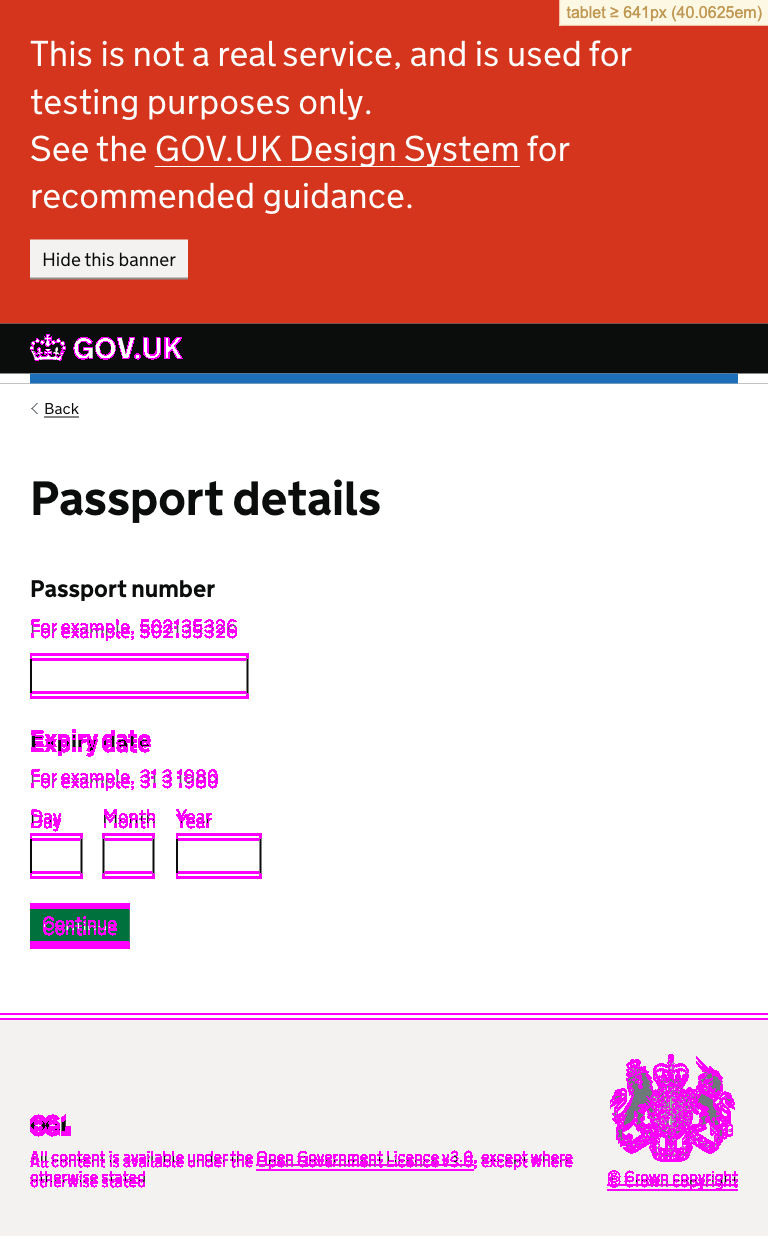 tablet ≥ 641px (40.0625em)
This is not a real service, and is used for
testing purposes only.
See the GOV.UK Design System for
recommended guidance.
Hide this banner
GOV.UK
Back
Passport details
Passport number
For example, 502135326
Expiry date
For example, 31 3 1980
Day Month Year
Continue
OGL
All content is available under the Open Government Licence v3.0, except where
otherwise stated
© Crown copyright